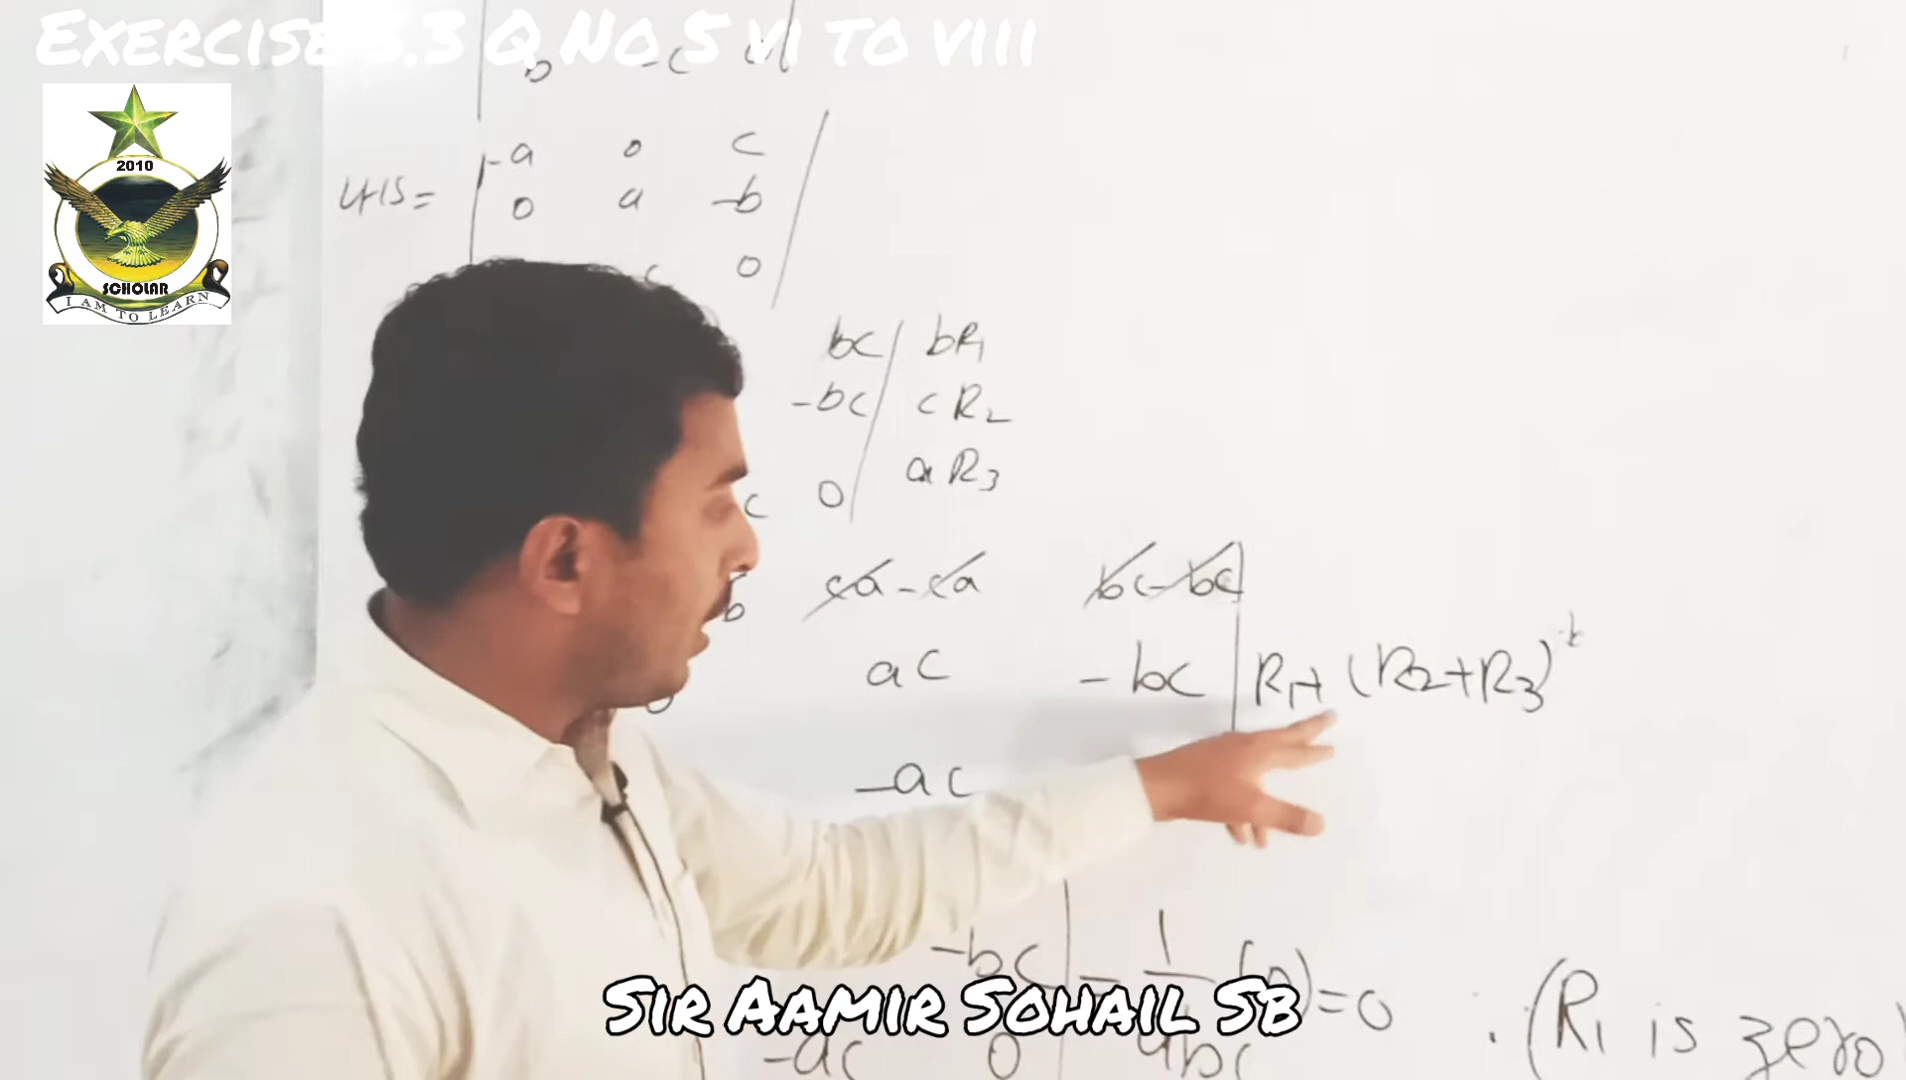 Exercise 3.3 Q No 5 vi to viii
b -c a
-a 0 c
LHS = 0 a -b
c 0
2010
SCHOLAR
I AM TO LEARN
bc bR1
-bc cR2
c 0 aR3
b ca - ca bc - bc
0 ac -bc R1 + (R2+R3)
-ac
-bc = 1/abc (0) = 0 ∵ (R1 is zero)
-ac 0
Sir Aamir Sohail Sb